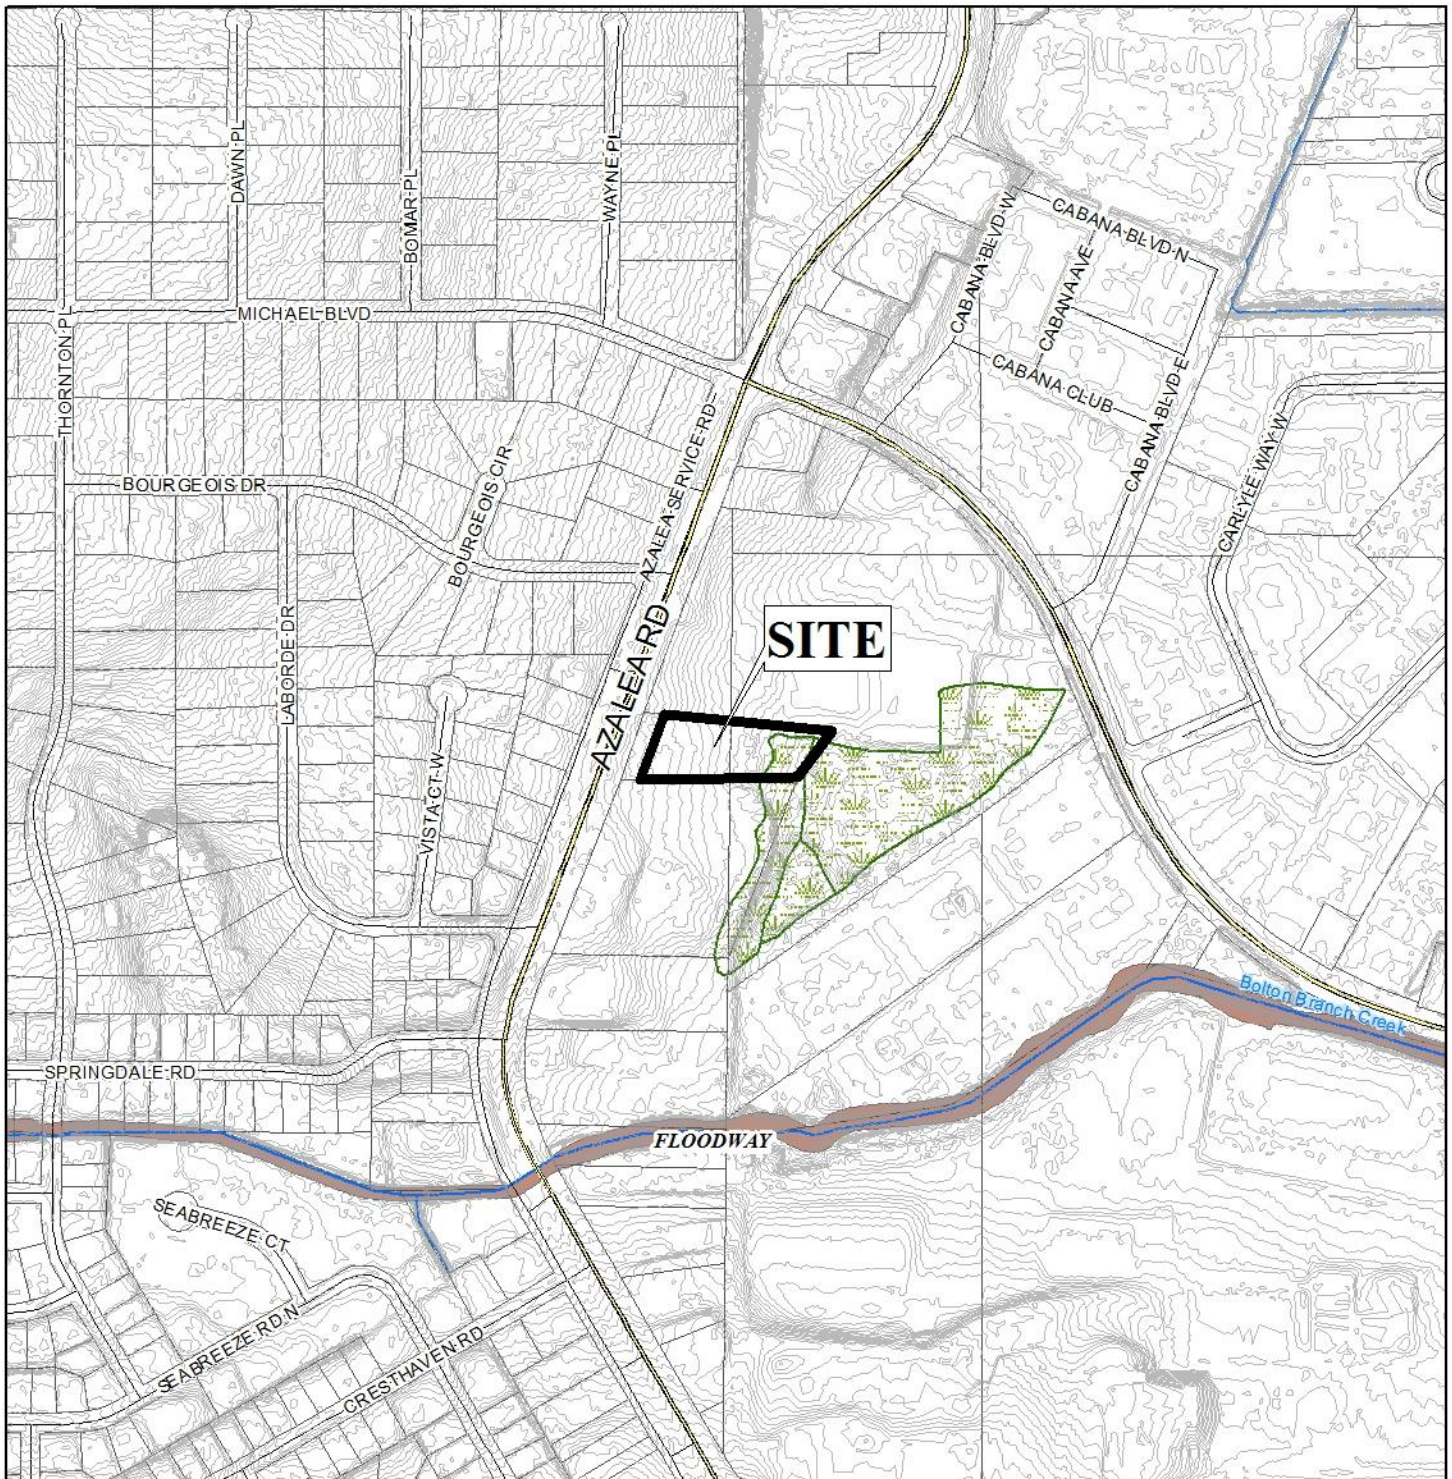 DAWN PL
BOMAR PL
WAYNE PL
CABANA BLVD W
CABANA BLVD N
CABANA AVE
MICHAEL BLVD
THORNTON PL
CABANA CLUB
CABANA BLVD E
AZALEA SERVICE RD
CARLYLE WAY W
BOURGEOIS DR
BOURGEOIS CIR
LABORDE DR
AZALEA RD
SITE
VISTA CT W
Bolton Branch Creek
SPRINGDALE RD
FLOODWAY
SEABREEZE CT
SEABREEZE RD N
CRESTHAVEN RD